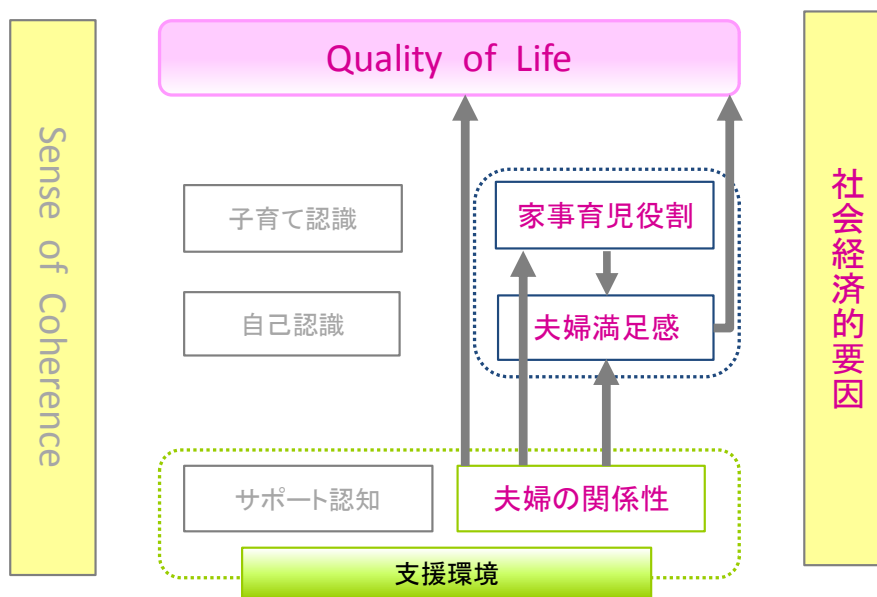 Quality of Life
Sense of Coherence
子育て認識
家事育児役割
社会経済的要因
自己認識
夫婦満足感
サポート認知
夫婦の関係性
支援環境